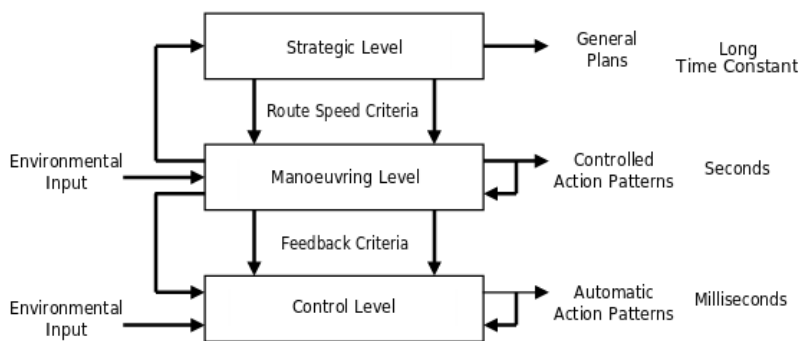 Strategic Level
General
Plans
Long
Time Constant
Route Speed Criteria
Environmental
Input
Manoeuvring Level
Controlled
Action Patterns
Seconds
Feedback Criteria
Environmental
Input
Control Level
Automatic
Action Patterns
Milliseconds